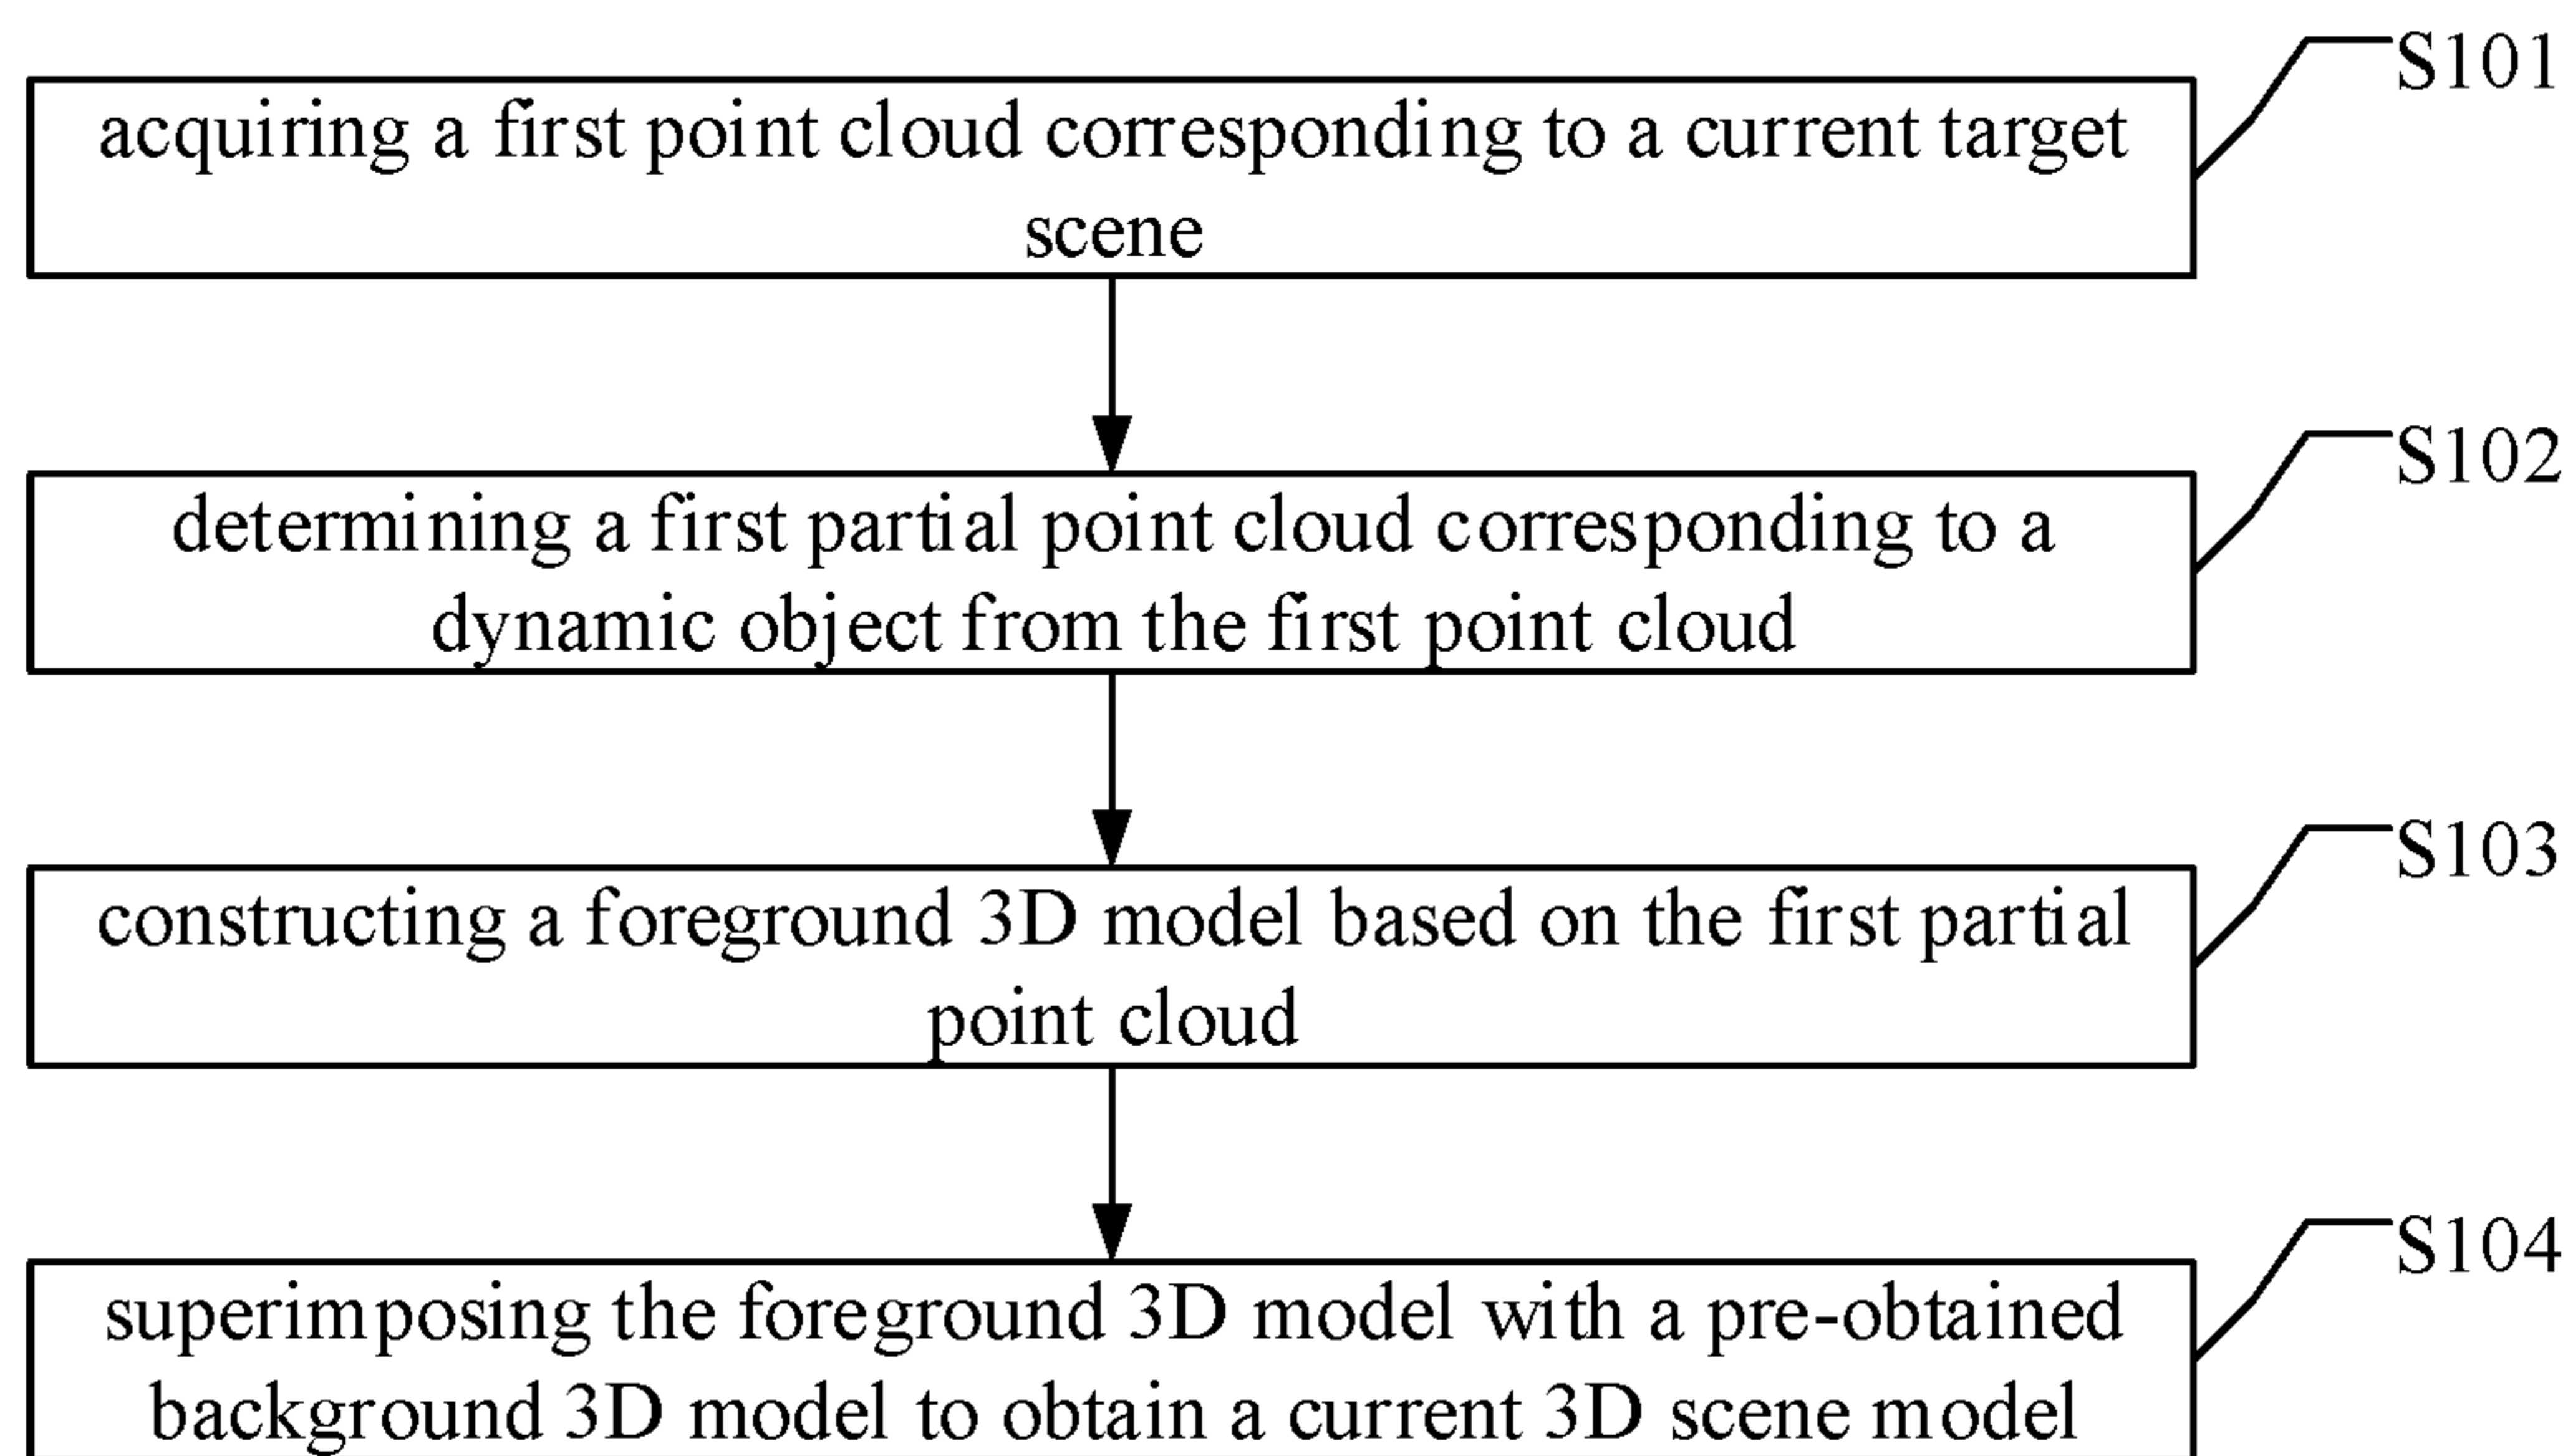 S101
acquiring a first point cloud corresponding to a current target
scene
S102
determining a first partial point cloud corresponding to a
dynamic object from the first point cloud
S103
constructing a foreground 3D model based on the first partial
point cloud
S104
superimposing the foreground 3D model with a pre-obtained
background 3D model to obtain a current 3D scene model